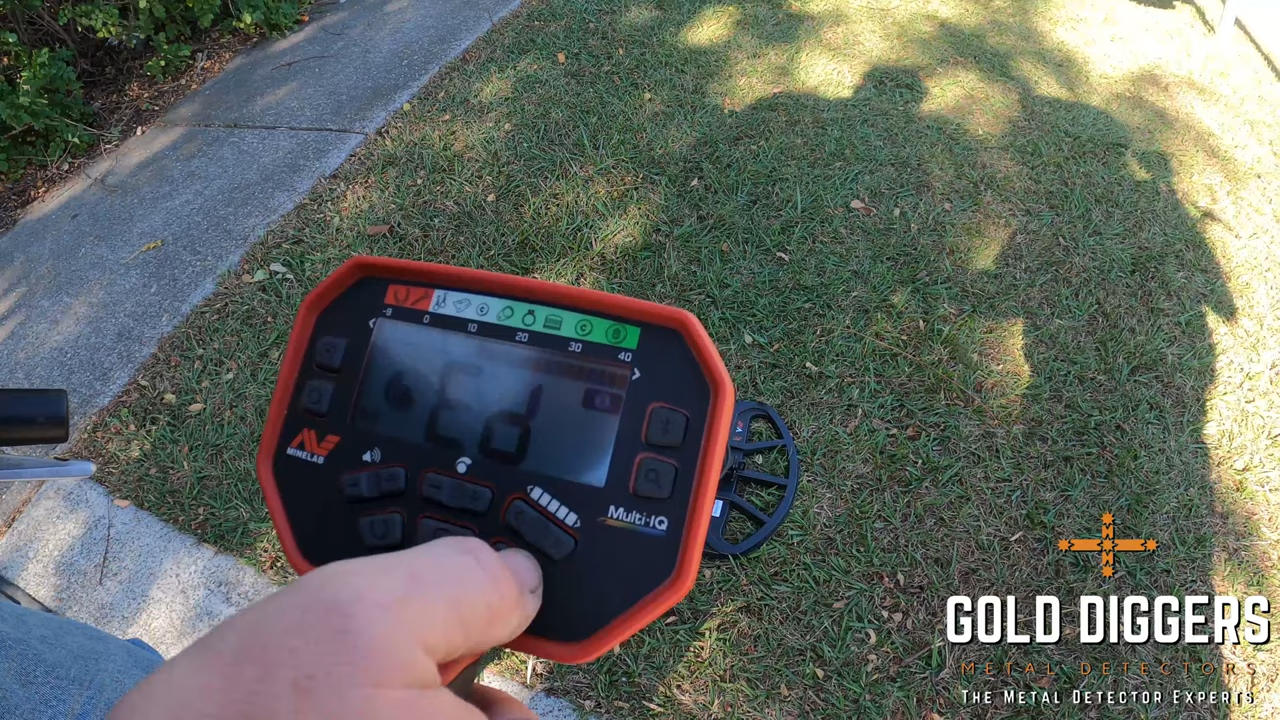 -9 0 10 20 30 40
MINELAB
Multi-IQ
GOLD DIGGERS
METAL DETECTORS
THE METAL DETECTOR EXPERTS